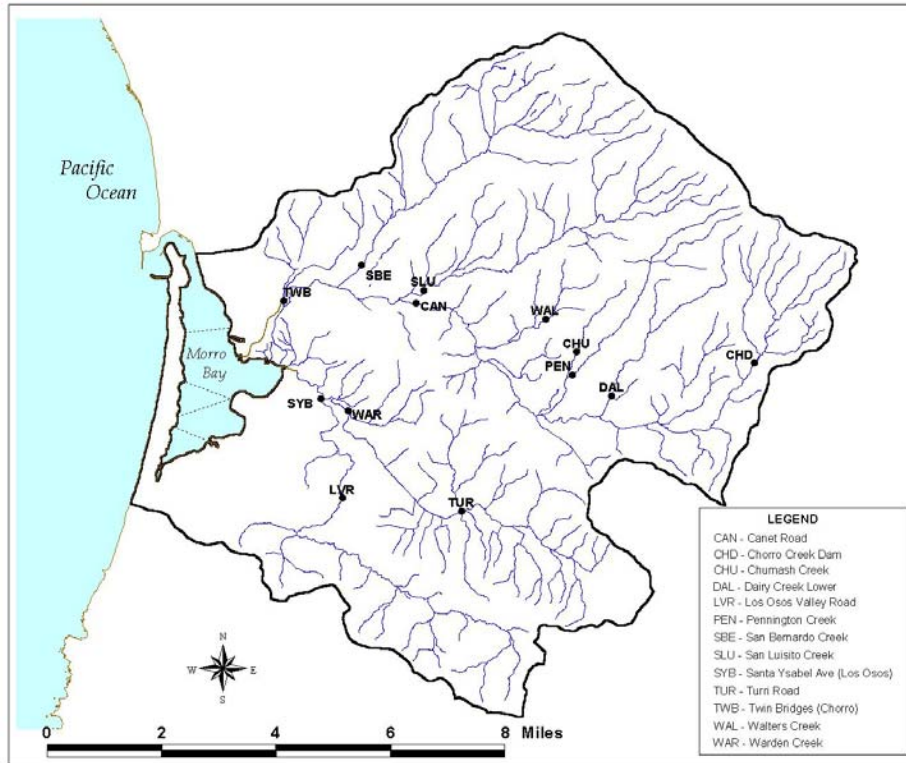 Pacific
Ocean
SBE
SLU
TWB
CAN
WAL
CHU
Morro
Bay
PEN
CHD
DAL
SYB
WAR
LVR
TUR
LEGEND
CAN - Canet Road
CHD - Chorro Creek Dam
CHU - Chumash Creek
DAL - Dairy Creek Lower
LVR - Los Osos Valley Road
PEN - Pennington Creek
SBE - San Bernardo Creek
SLU - San Luisito Creek
SYB - Santa Ysabel Ave (Los Osos)
TUR - Turri Road
TWB - Twin Bridges (Chorro)
WAL - Walters Creek
WAR - Warden Creek
N
W E
S
0 2 4 6 8 Miles